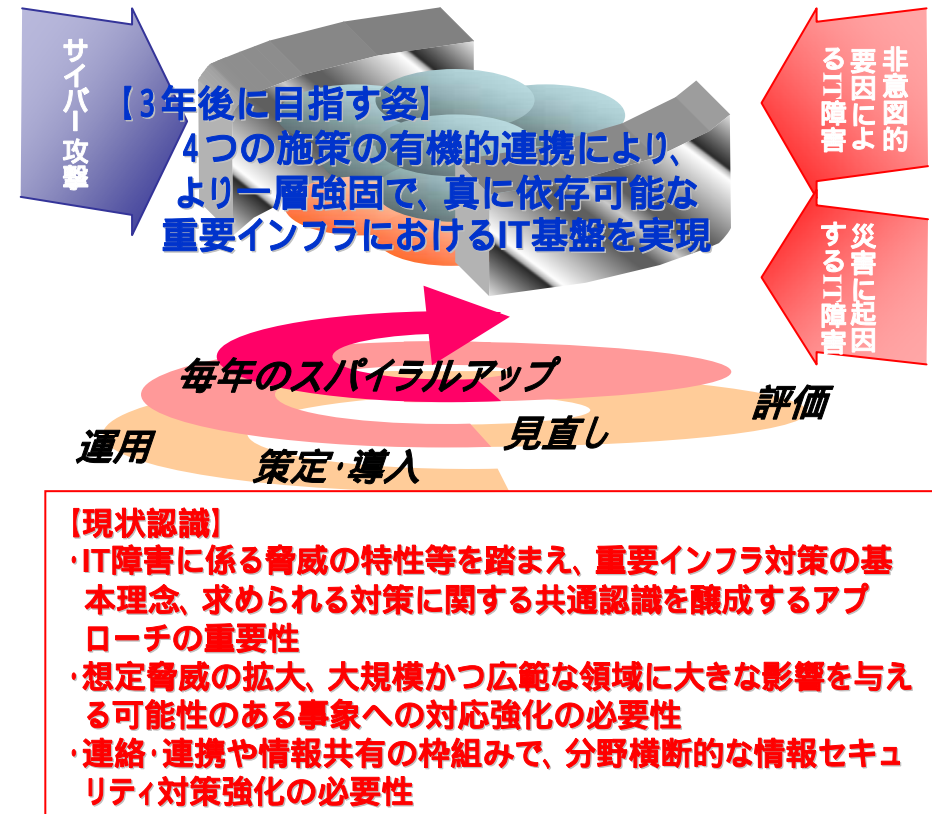 サイバー攻撃
【3年後に目指す姿】
4つの施策の有機的連携により、
より一層強固で、真に依存可能な
重要インフラにおけるIT基盤を実現
非意図的
要因によ
るIT障害
災害に起因
するIT障害
毎年のスパイラルアップ
評価
見直し
運用
策定・導入
【現状認識】
・IT障害に係る脅威の特性等を踏まえ、重要インフラ対策の基
本理念、求められる対策に関する共通認識を醸成するアプ
ローチの重要性
・想定脅威の拡大、大規模かつ広範な領域に大きな影響を与え
る可能性のある事象への対応強化の必要性
・連絡・連携や情報共有の枠組みで、分野横断的な情報セキュ
リティ対策強化の必要性